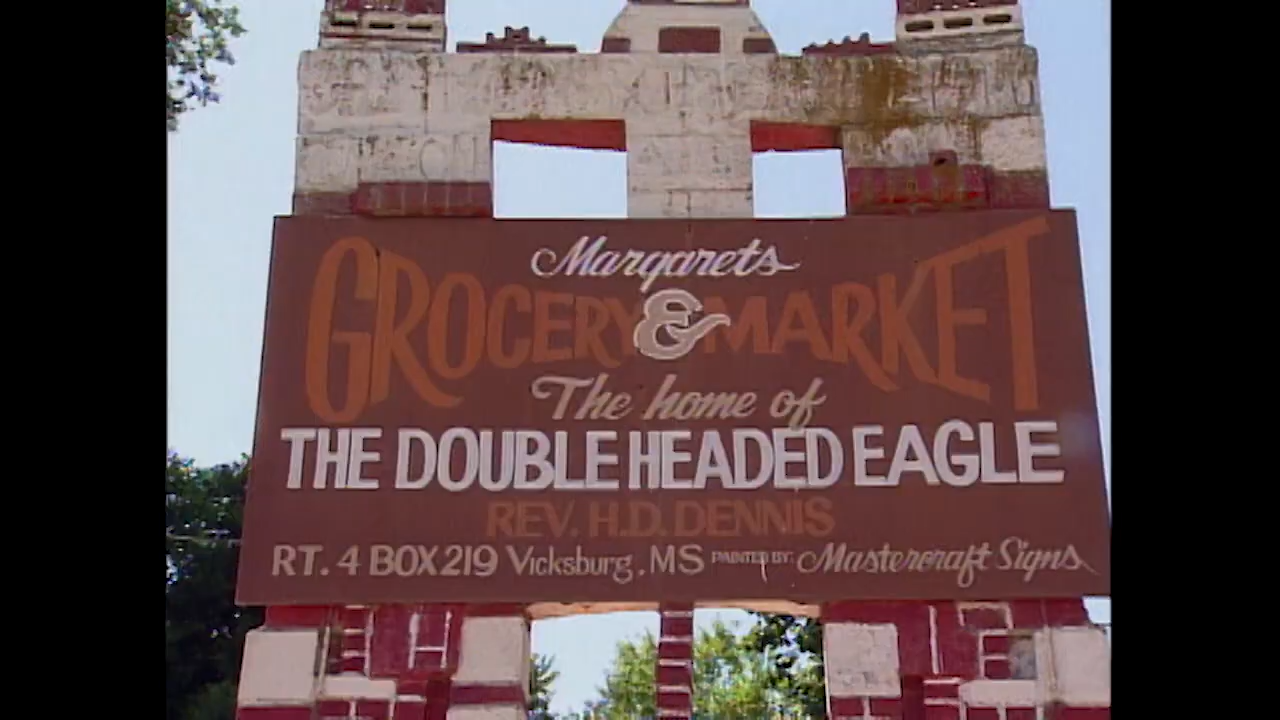 Margarets
GROCERY & MARKET
The home of
THE DOUBLE HEADED EAGLE
REV. H.D. DENNIS
RT. 4 BOX 219 Vicksburg, MS PAINTED BY: Mastercraft Signs